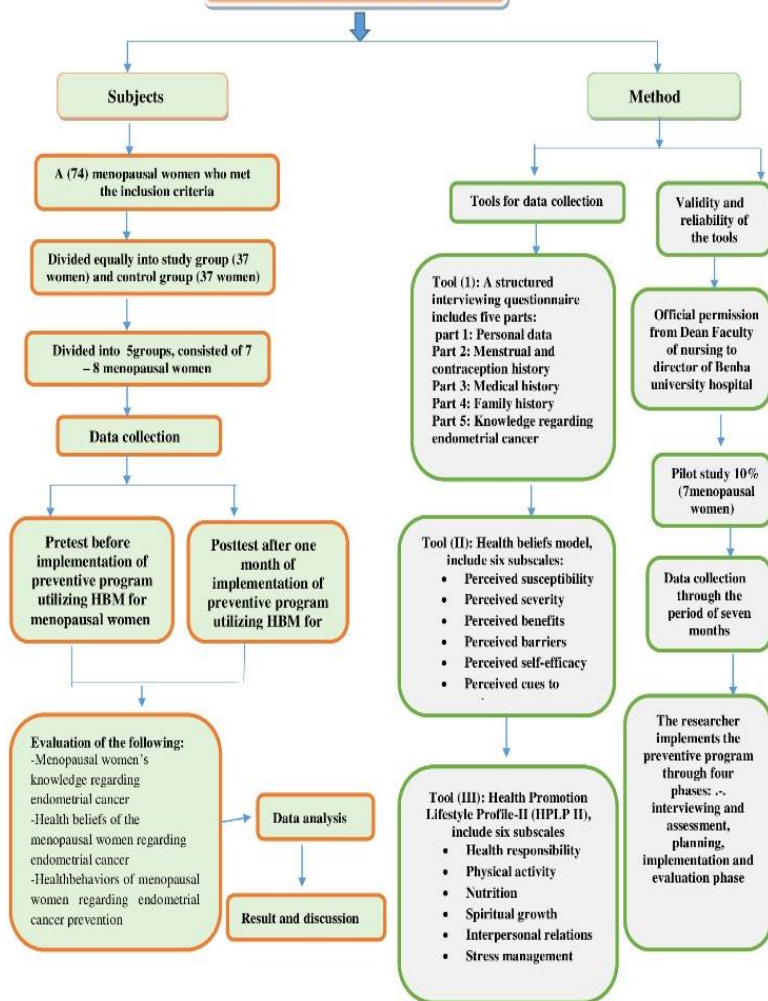 Subjects
Method
A (74) menopausal women who met
the inclusion criteria
Divided equally into study group (37
women) and control group (37 women)
Divided into 5groups, consisted of 7
– 8 menopausal women
Data collection
Pretest before
implementation of
preventive program
utilizing HBM for
menopausal women
Posttest after one
month of
implementation of
preventive program
utilizing HBM for
Evaluation of the following:
-Menopausal women's
knowledge regarding
endometrial cancer
-Health beliefs of the
menopausal women regarding
endometrial cancer
-Healthbehaviors of menopausal
women regarding endometrial
cancer prevention
Data analysis
Result and discussion
Tools for data collection
Tool (1): A structured
interviewing questionnaire
includes five parts:
part 1: Personal data
Part 2: Menstrual and
contraception history
Part 3: Medical history
Part 4: Family history
Part 5: Knowledge regarding
endometrial cancer
Tool (II): Health beliefs model,
include six subscales:
• Perceived susceptibility
• Perceived severity
• Perceived benefits
• Perceived barriers
• Perceived self-efficacy
• Perceived cues to
Tool (III): Health Promotion
Lifestyle Profile-II (HPLP II),
include six subscales
• Health responsibility
• Physical activity
• Nutrition
• Spiritual growth
• Interpersonal relations
• Stress management
Validity and
reliability of
the tools
Official permission
from Dean Faculty
of nursing to
director of Benha
university hospital
Pilot study 10%
(7menopausal
women)
Data collection
through the
period of seven
months
The researcher
implements the
preventive program
through four
phases: .-.
interviewing and
assessment,
planning,
implementation and
evaluation phase